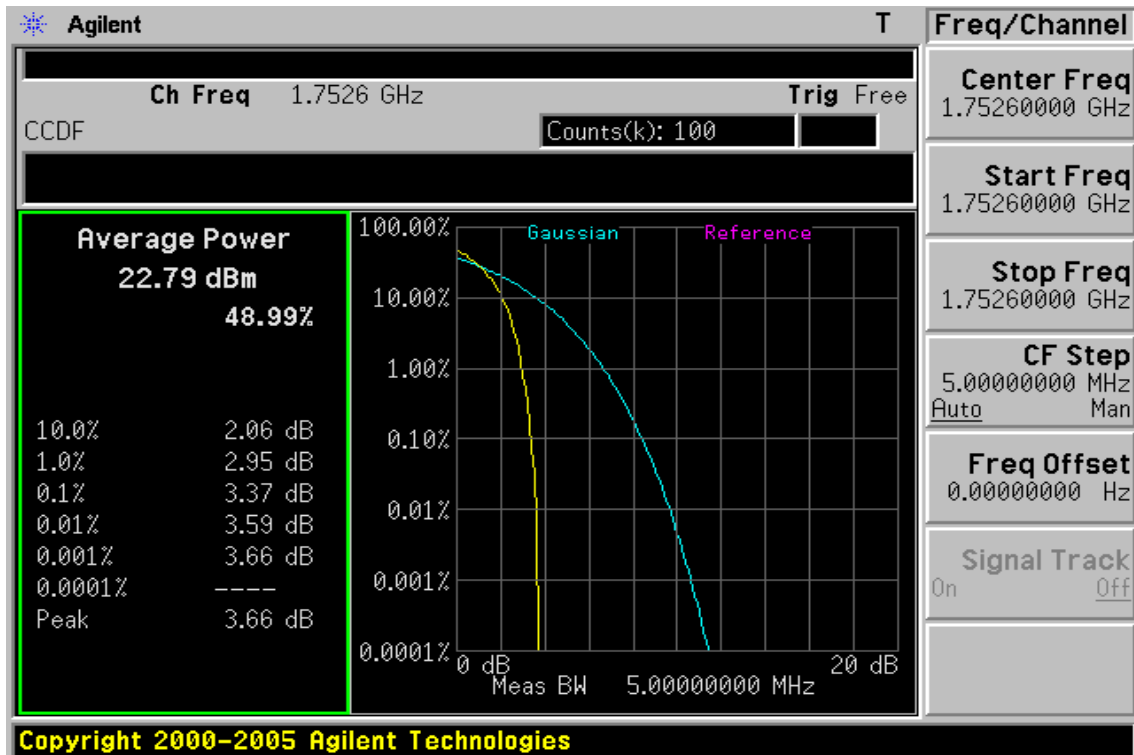 Agilent T
Ch Freq 1.7526 GHz Trig Free
CCDF Counts(k): 100
Average Power
22.79 dBm
48.99%
10.0% 2.06 dB
1.0% 2.95 dB
0.1% 3.37 dB
0.01% 3.59 dB
0.001% 3.66 dB
0.0001% ----
Peak 3.66 dB
Gaussian Reference
100.00%
10.00%
1.00%
0.10%
0.01%
0.001%
0.0001%
0 dB 20 dB
Meas BW 5.00000000 MHz
Freq/Channel
Center Freq
1.75260000 GHz
Start Freq
1.75260000 GHz
Stop Freq
1.75260000 GHz
CF Step
5.00000000 MHz
Auto Man
Freq Offset
0.00000000 Hz
Signal Track
On Off
Copyright 2000-2005 Agilent Technologies